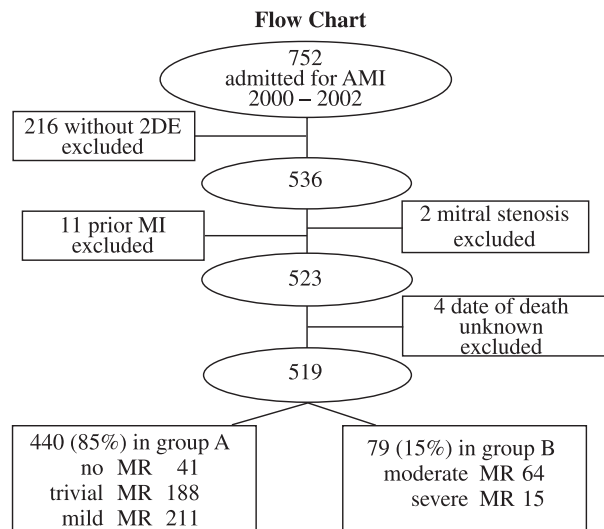 Flow Chart
752
admitted for AMI
2000 – 2002
216 without 2DE
excluded
536
11 prior MI
excluded
2 mitral stenosis
excluded
523
4 date of death
unknown
excluded
519
440 (85%) in group A
no MR 41
trivial MR 188
mild MR 211
79 (15%) in group B
moderate MR 64
severe MR 15